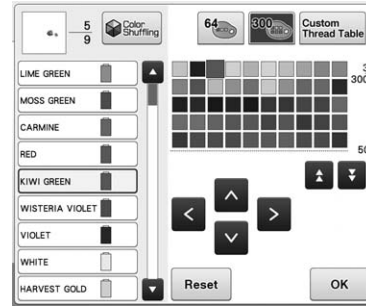 5
9
Color
Shuffling
64
300
Custom
Thread Table
LIME GREEN
MOSS GREEN
CARMINE
RED
KIWI GREEN
WISTERIA VIOLET
VIOLET
WHITE
HARVEST GOLD
300
50
Reset
OK